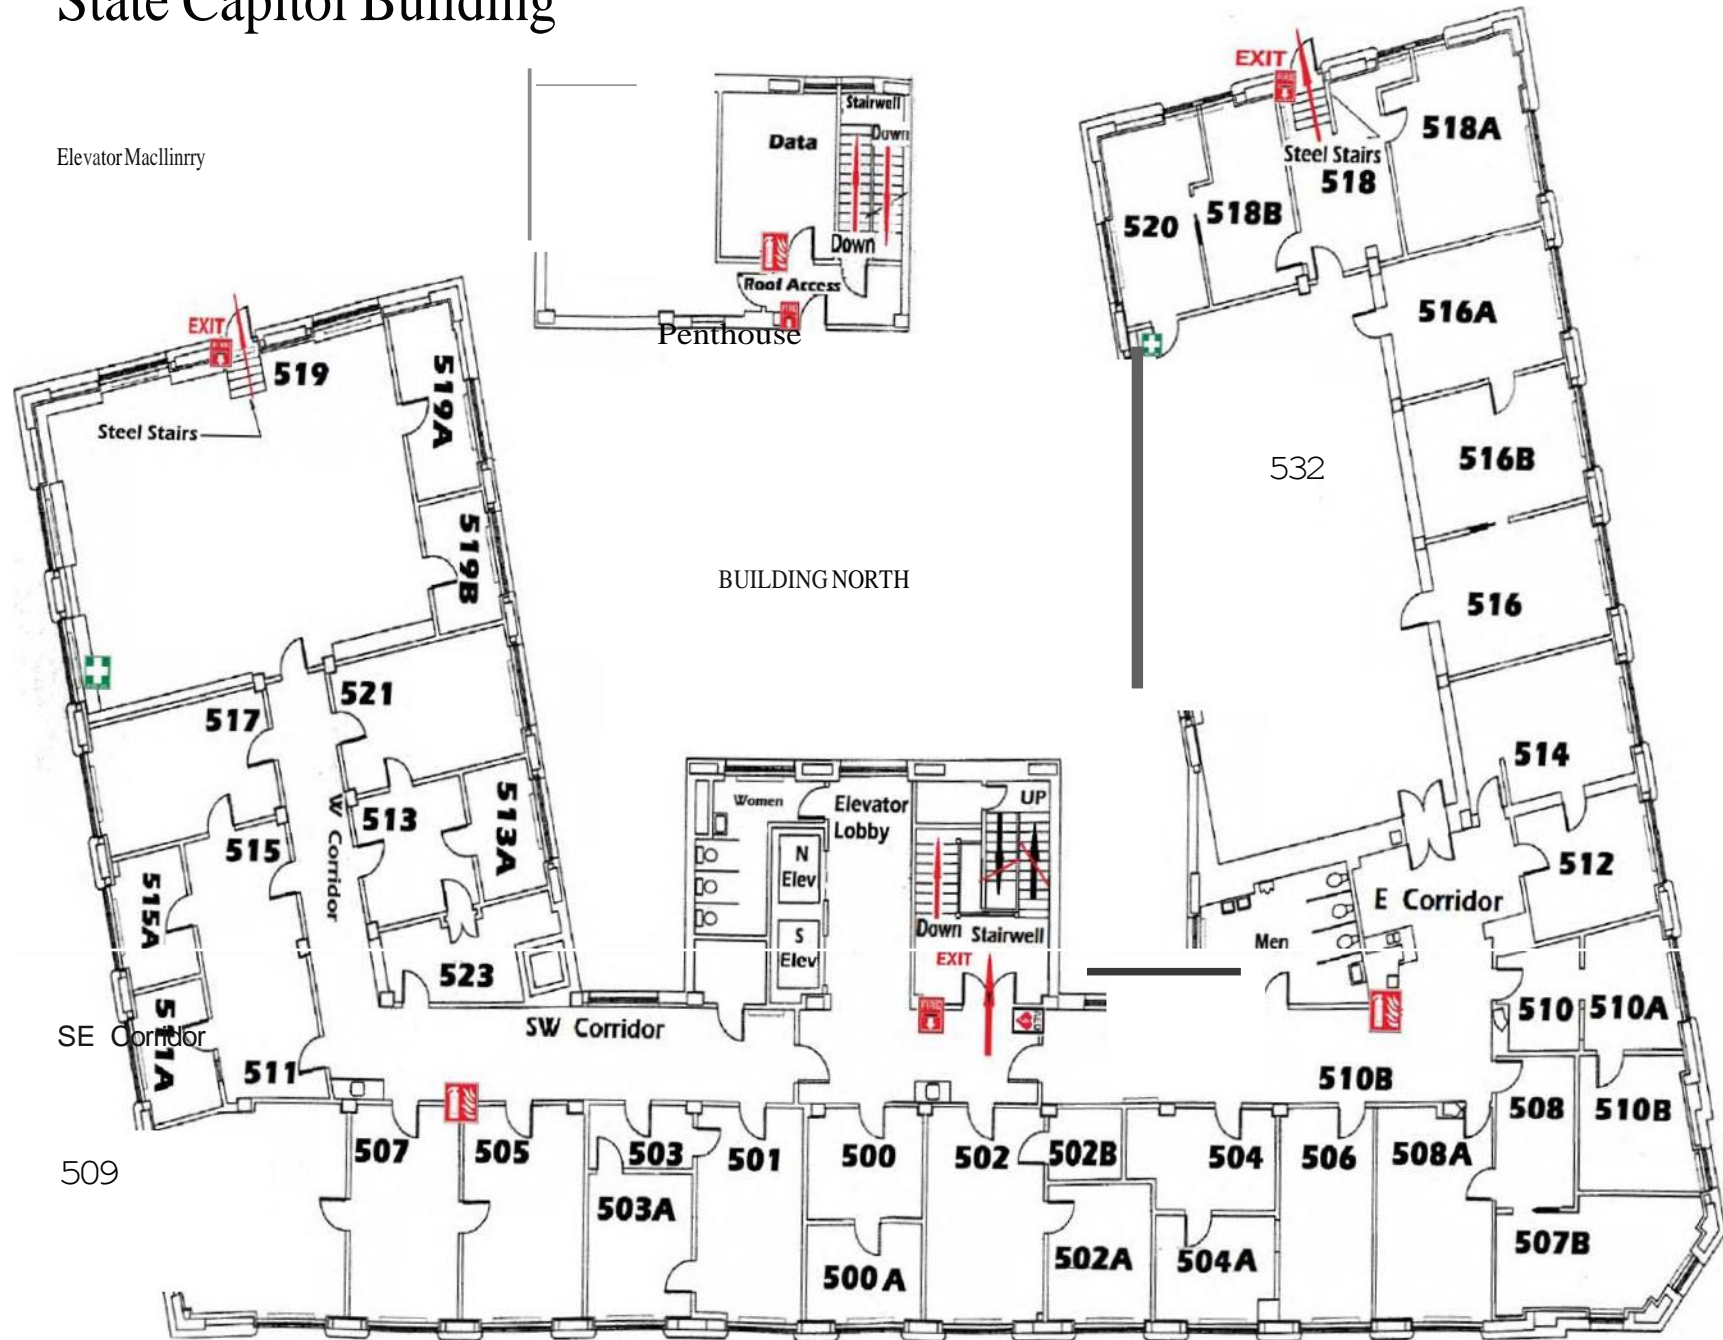 State Capitol Building
EXIT
Stairwell
Down
Data
518A
Steel Stairs
Elevator Macllinrry
518
518B
520
Down
Roof Access
516A
EXIT
Penthouse
519
519A
Steel Stairs
516B
532
519B
BUILDING NORTH
516
521
517
514
Women
Elevator
Lobby
UP
513
513A
W Corridor
515
N
Elev
512
515A
E Corridor
Down
Stairwell
S
Elev
Men
EXIT
523
510
510A
SW Corridor
SE Corridor
511A
511
510B
508
510B
507
505
503
501
500
502
502B
504
506
508A
509
503A
507B
502A
504A
500 A